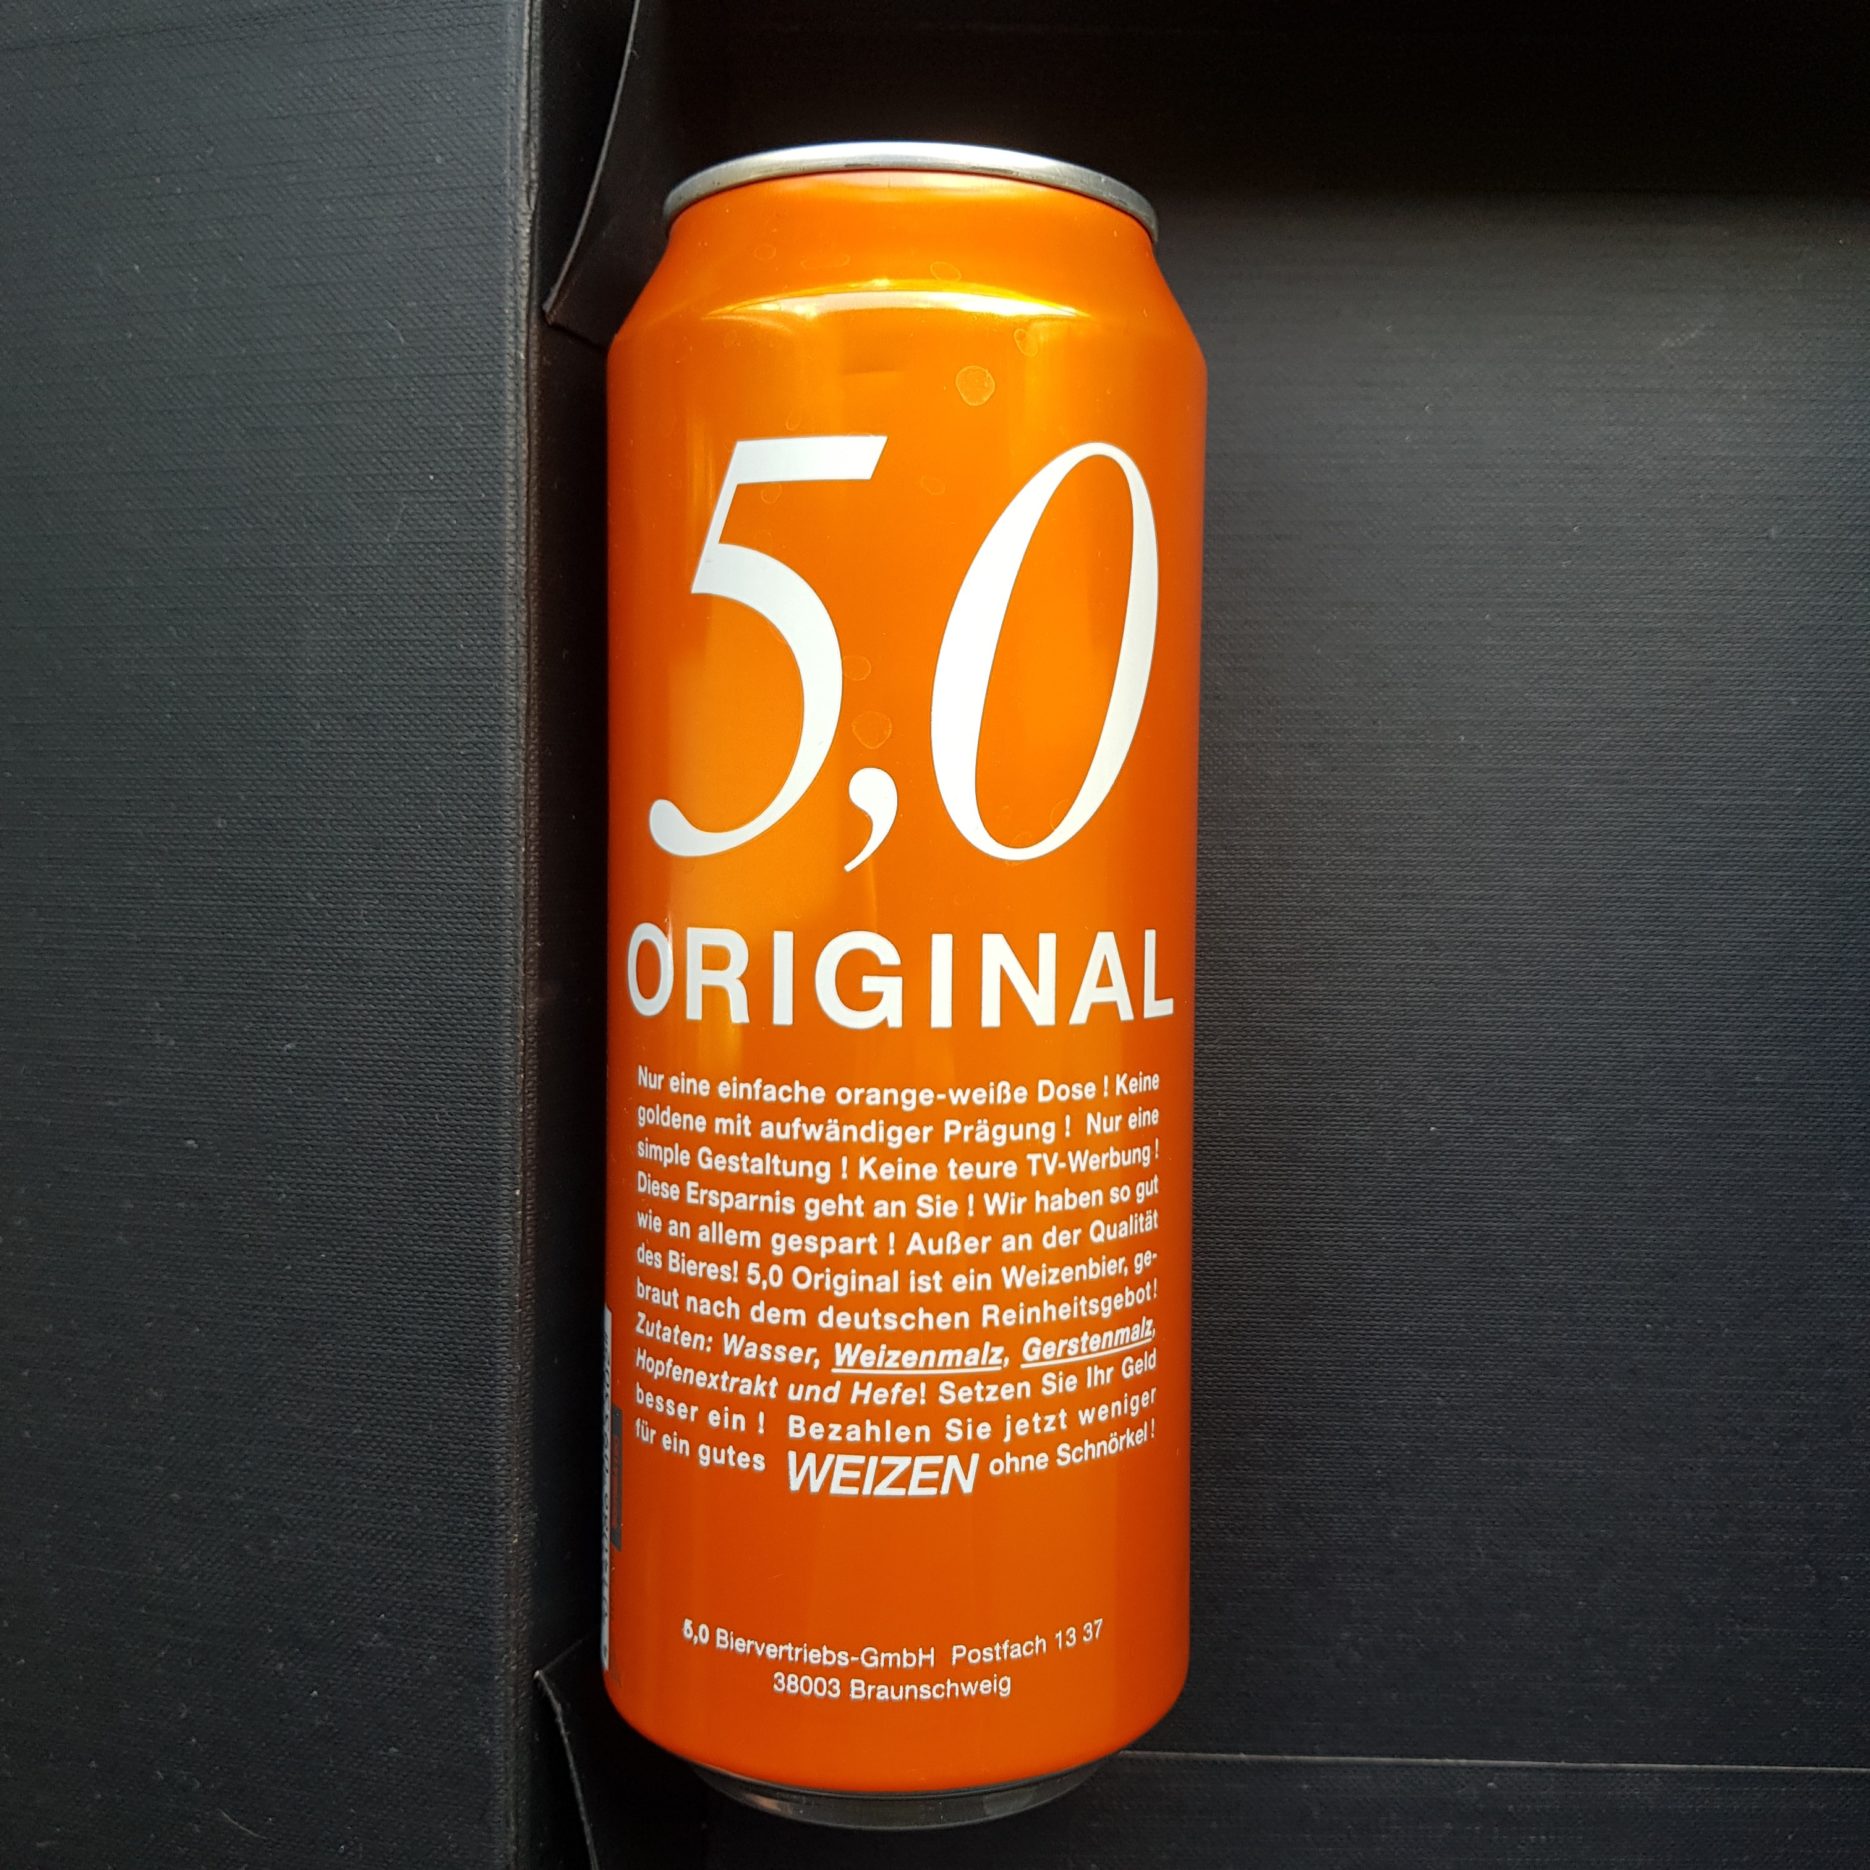 5,0
ORIGINAL
Nur eine einfache orange-weiße Dose ! Keine
goldene mit aufwändiger Prägung ! Nur eine
simple Gestaltung ! Keine teure TV-Werbung !
Diese Ersparnis geht an Sie ! Wir haben so gut
wie an allem gespart ! Außer an der Qualität
des Bieres! 5,0 Original ist ein Weizenbier, ge-
braut nach dem deutschen Reinheitsgebot!
Zutaten: Wasser, Weizenmalz, Gerstenmalz,
Hopfenextrakt und Hefe! Setzen Sie Ihr Geld
besser ein ! Bezahlen Sie jetzt weniger
für ein gutes WEIZEN ohne Schnörkel !
5,0 Biervertriebs-GmbH Postfach 13 37
38003 Braunschweig